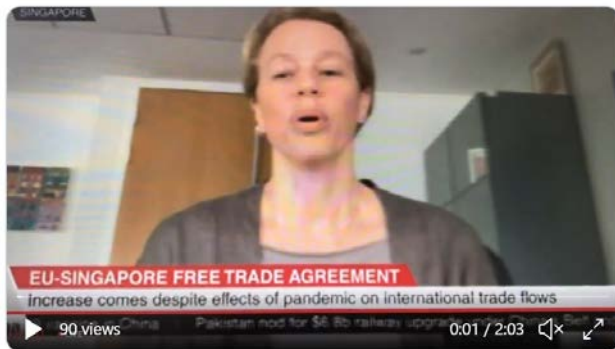 SINGAPORE
EU-SINGAPORE FREE TRADE AGREEMENT
increase comes despite effects of pandemic on international trade flows
China Pakistan nod for $6.8b railway upgrade under China's Belt and
90 views
0:01 / 2:03